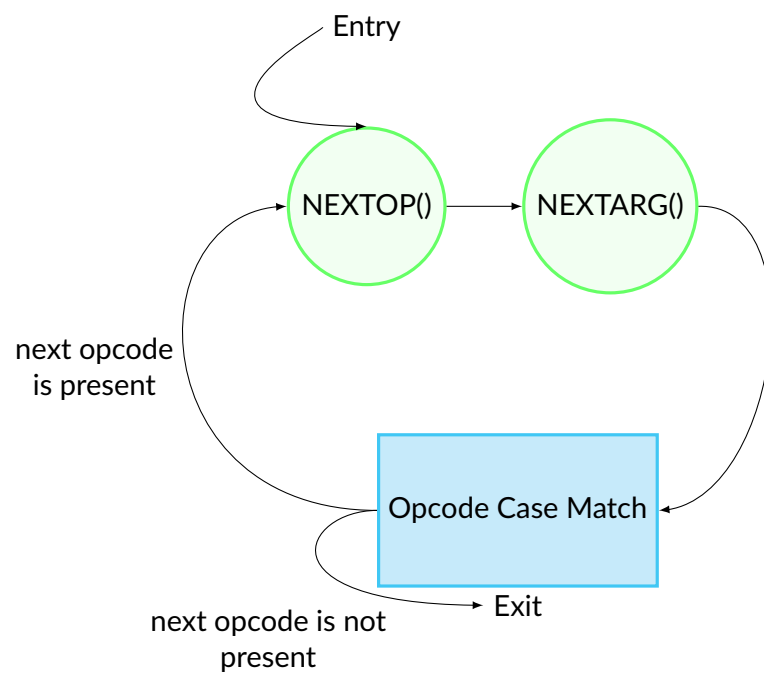 Entry
NEXTOP()
NEXTARG()
next opcode
is present
Opcode Case Match
Exit
next opcode is not
present